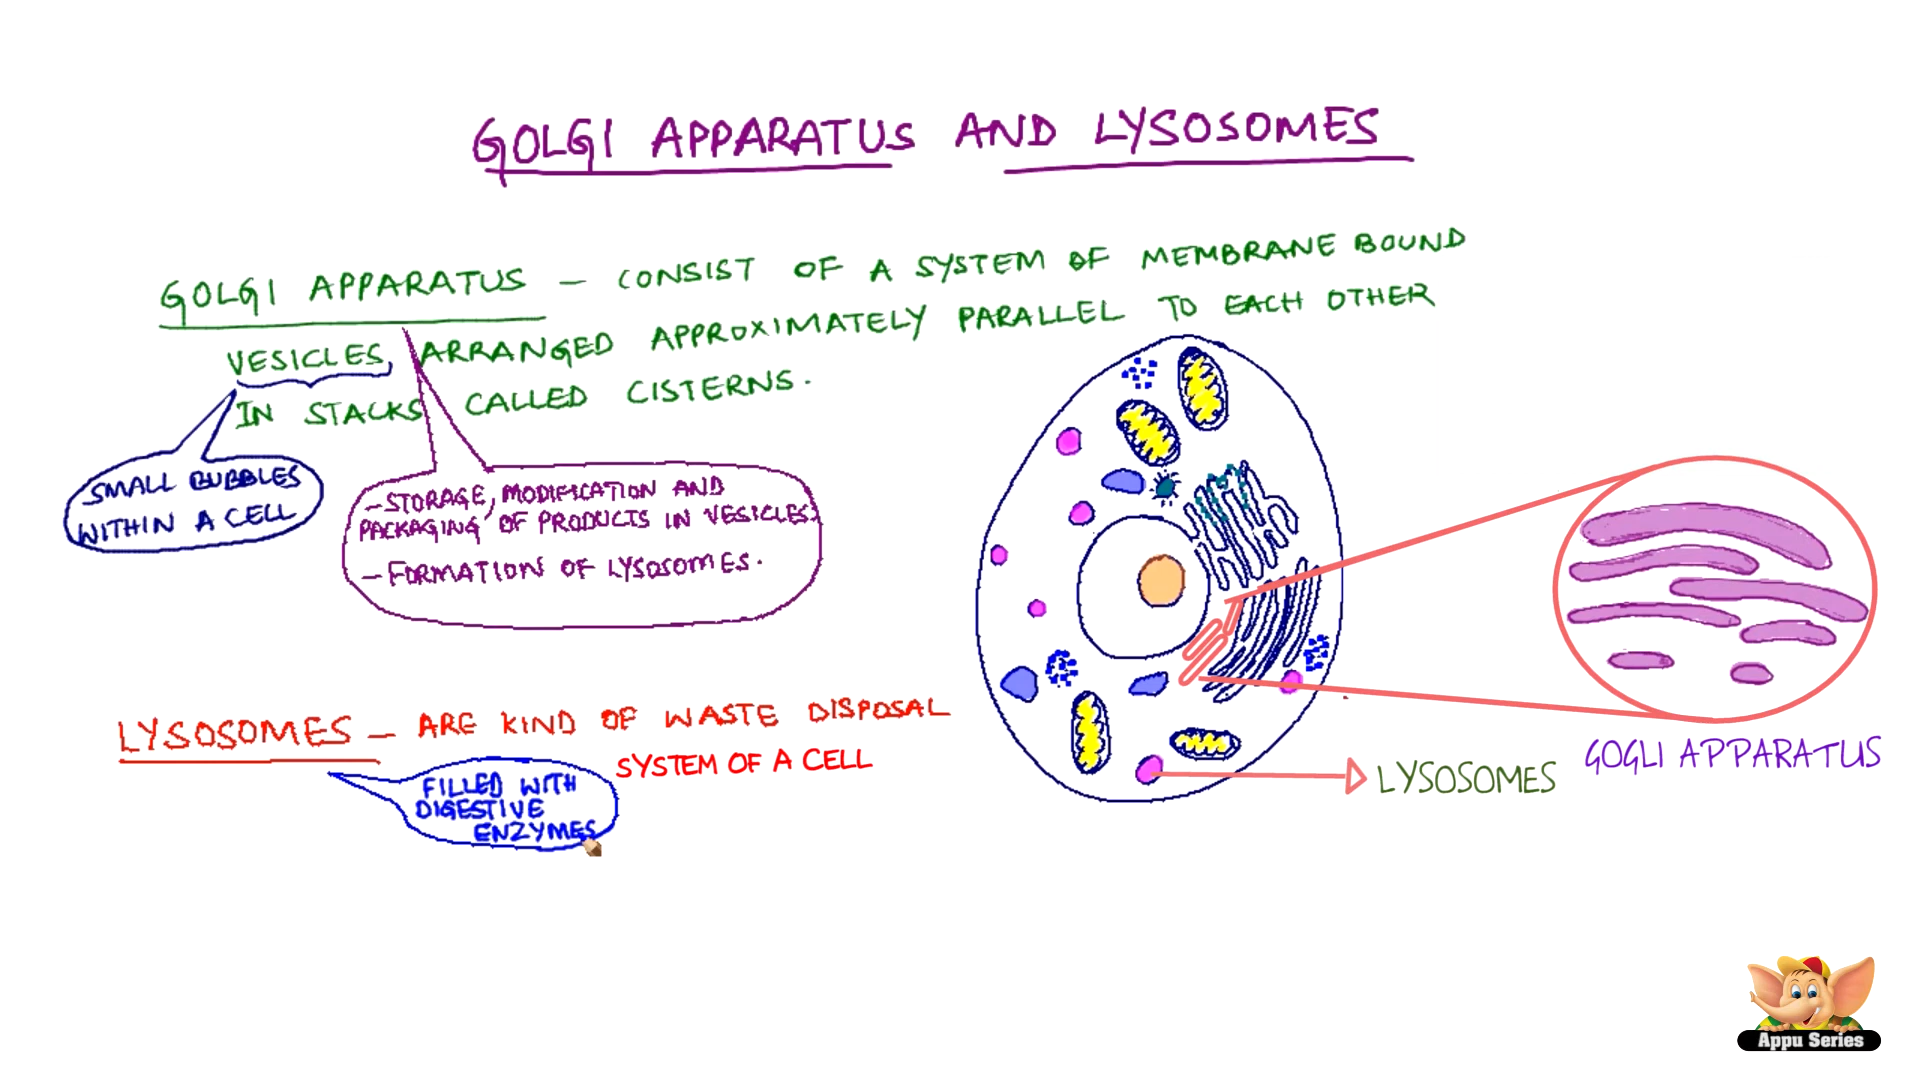 GOLGI APPARATUS AND LYSOSOMES
GOLGI APPARATUS – CONSIST OF A SYSTEM OF MEMBRANE BOUND
VESICLES, ARRANGED APPROXIMATELY PARALLEL TO EACH OTHER
IN STACKS CALLED CISTERNS.
SMALL BUBBLES
WITHIN A CELL
– STORAGE, MODIFICATION AND
PACKAGING OF PRODUCTS IN VESICLES.
– FORMATION OF LYSOSOMES.
LYSOSOMES – ARE KIND OF WASTE DISPOSAL
SYSTEM OF A CELL
FILLED WITH
DIGESTIVE
ENZYMES
GOGLI APPARATUS
LYSOSOMES
Appu Series